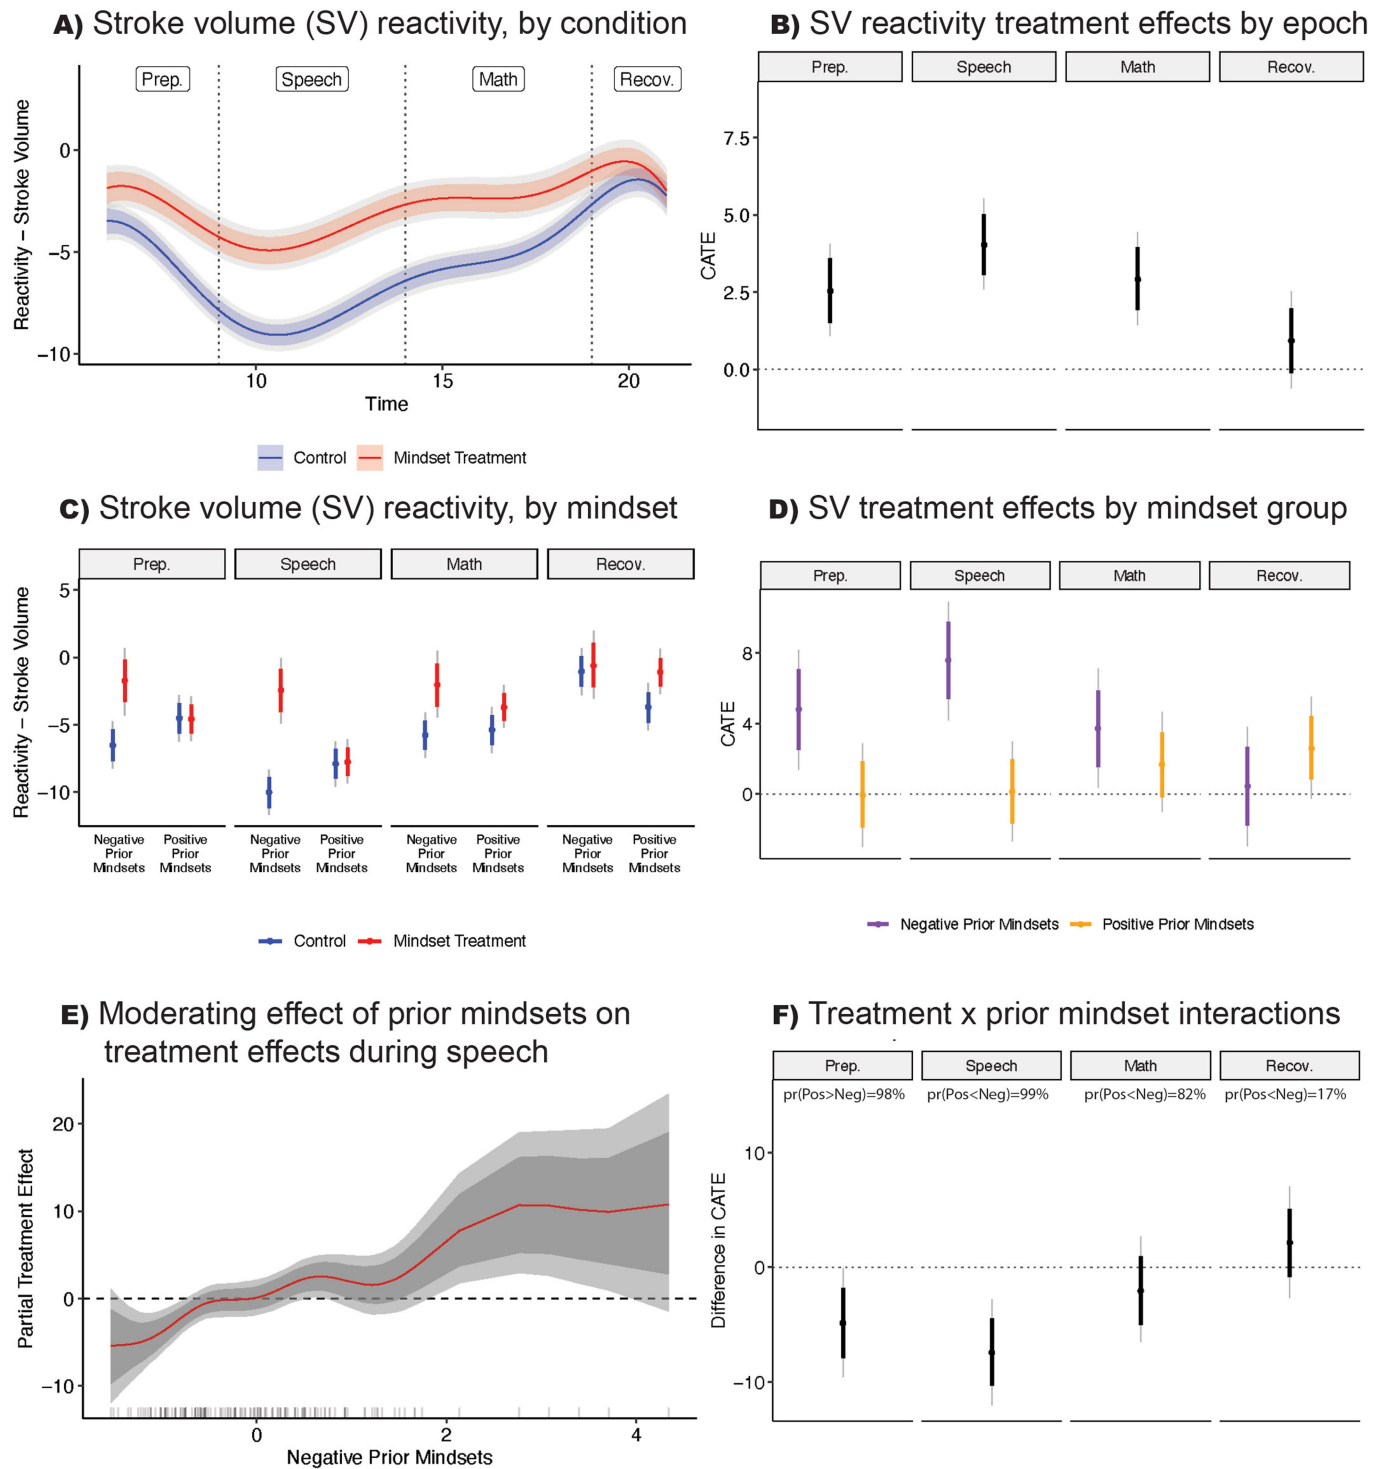 A) Stroke volume (SV) reactivity, by condition
Prep.
Speech
Math
Recov.
Reactivity – Stroke Volume
0
−5
−10
10
15
20
Time
Control
Mindset Treatment
B) SV reactivity treatment effects by epoch
Prep.
Speech
Math
Recov.
CATE
7.5
5.0
2.5
0.0
C) Stroke volume (SV) reactivity, by mindset
Prep.
Speech
Math
Recov.
Reactivity – Stroke Volume
5
0
−5
−10
Negative
Prior
Mindsets
Positive
Prior
Mindsets
Negative
Prior
Mindsets
Positive
Prior
Mindsets
Negative
Prior
Mindsets
Positive
Prior
Mindsets
Negative
Prior
Mindsets
Positive
Prior
Mindsets
Control
Mindset Treatment
D) SV treatment effects by mindset group
Prep.
Speech
Math
Recov.
CATE
8
4
0
Negative Prior Mindsets
Positive Prior Mindsets
E) Moderating effect of prior mindsets on
treatment effects during speech
Partial Treatment Effect
20
10
0
−10
0
2
4
Negative Prior Mindsets
F) Treatment x prior mindset interactions
Prep.
Speech
Math
Recov.
pr(Pos>Neg)=98%
pr(Pos<Neg)=99%
pr(Pos<Neg)=82%
pr(Pos<Neg)=17%
Difference in CATE
10
0
−10